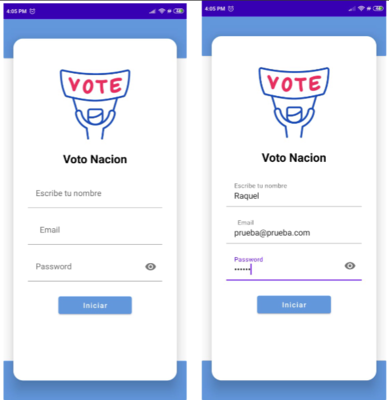 4:05 PM
VOTE
Voto Nacion
Escribe tu nombre
Email
Password
Iniciar
4:05 PM
VOTE
Voto Nacion
Escribe tu nombre
Raquel
Email
prueba@prueba.com
Password
••••••
Iniciar